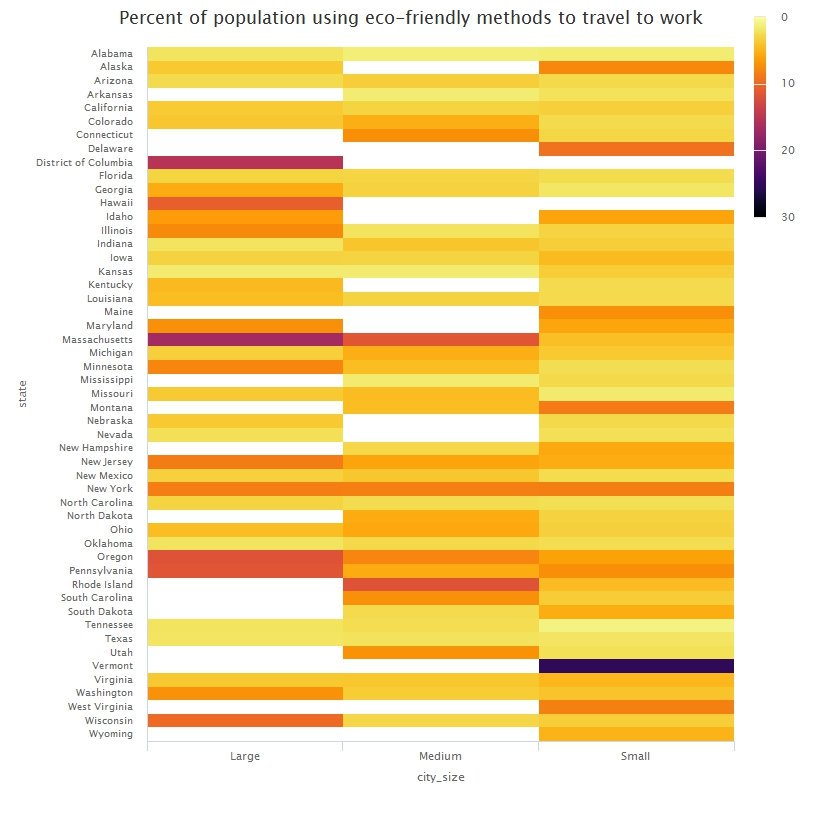 Percent of population using eco-friendly methods to travel to work
0
10
20
30
state
Alabama
Alaska
Arizona
Arkansas
California
Colorado
Connecticut
Delaware
District of Columbia
Florida
Georgia
Hawaii
Idaho
Illinois
Indiana
Iowa
Kansas
Kentucky
Louisiana
Maine
Maryland
Massachusetts
Michigan
Minnesota
Mississippi
Missouri
Montana
Nebraska
Nevada
New Hampshire
New Jersey
New Mexico
New York
North Carolina
North Dakota
Ohio
Oklahoma
Oregon
Pennsylvania
Rhode Island
South Carolina
South Dakota
Tennessee
Texas
Utah
Vermont
Virginia
Washington
West Virginia
Wisconsin
Wyoming
Large Medium Small
city_size